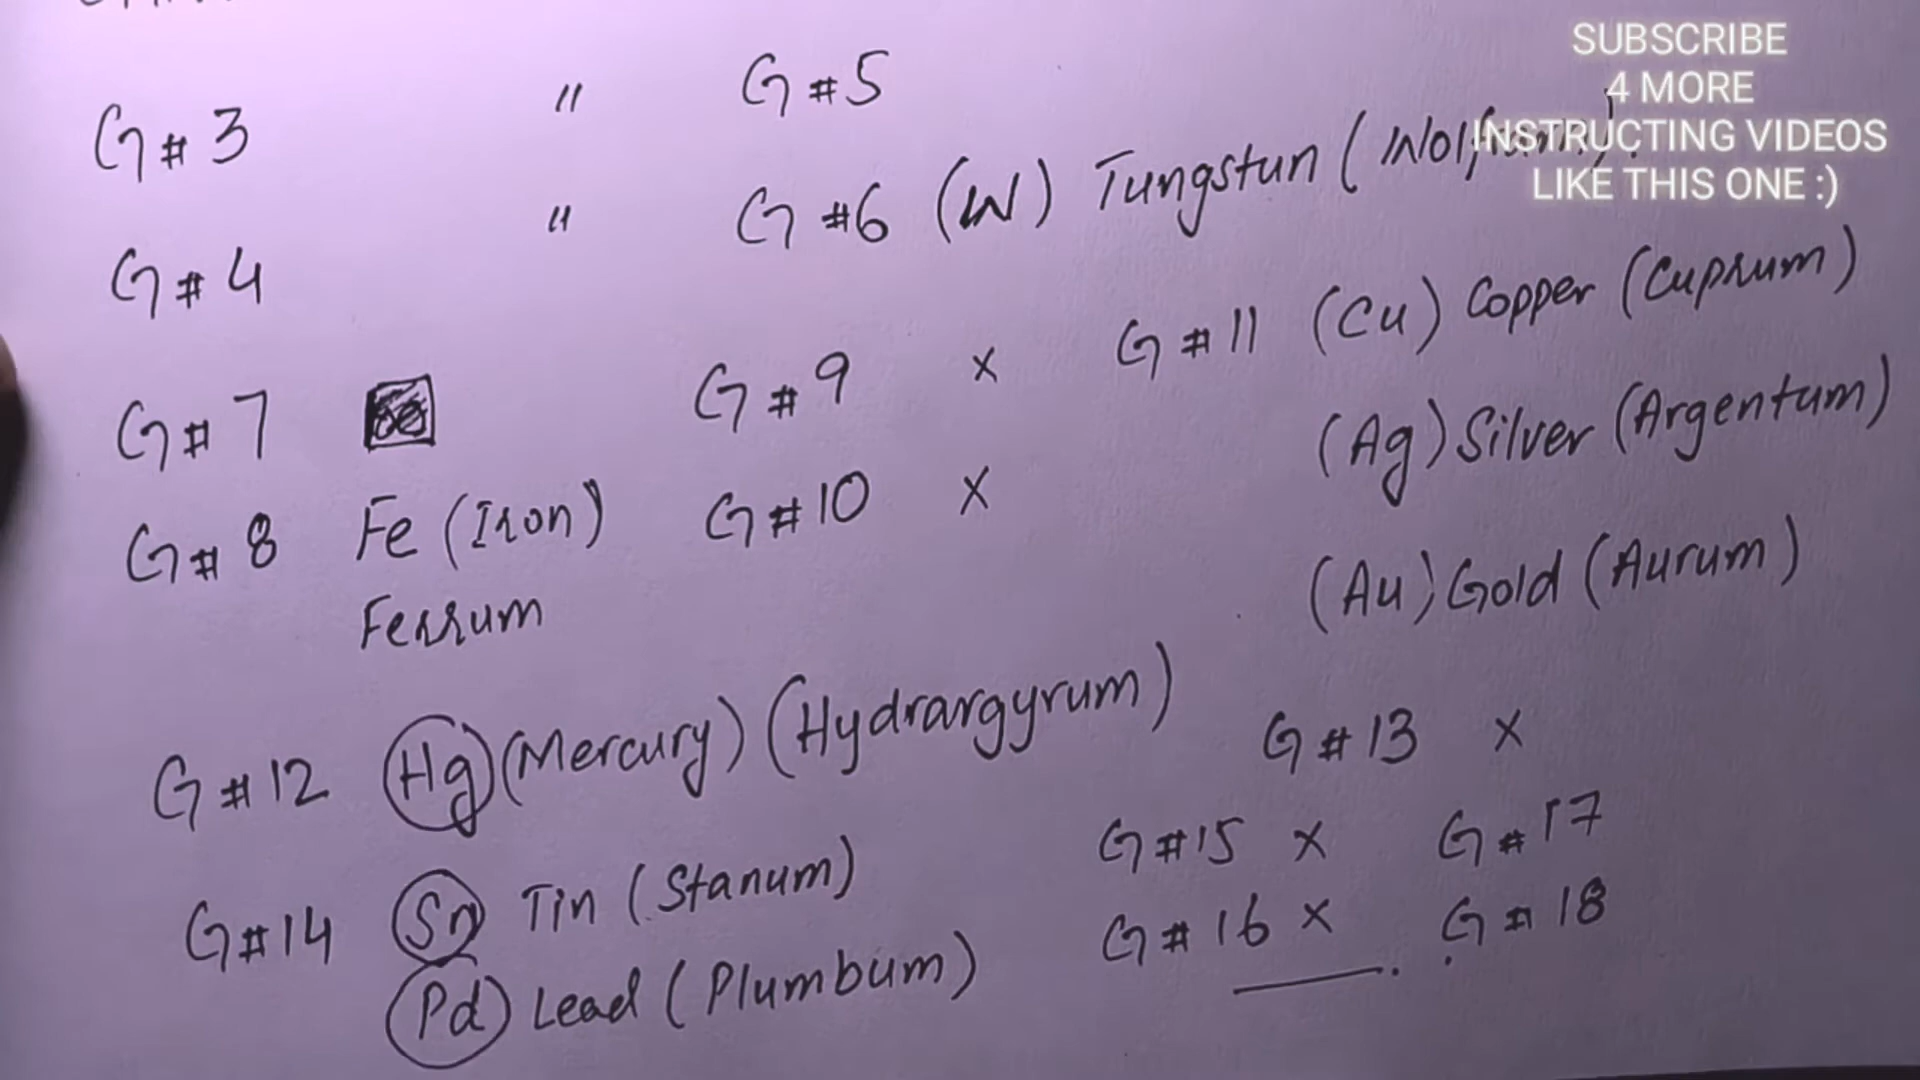 G#3 " G#5
G#4 " G#6 (W) Tungstun (Wolfram).
G#7 G#9 x G#11 (Cu) Copper (Cuprum)
G#8 Fe (Iron) G#10 x (Ag) Silver (Argentum)
Ferrum (Au) Gold (Aurum)
G#12 Hg (Mercury) (Hydrargyrum) G#13 x
G#14 Sn Tin (Stanum) G#15 x G#17
Pd Lead (Plumbum) G#16 x G#18
SUBSCRIBE
4 MORE
INSTRUCTING VIDEOS
LIKE THIS ONE :)